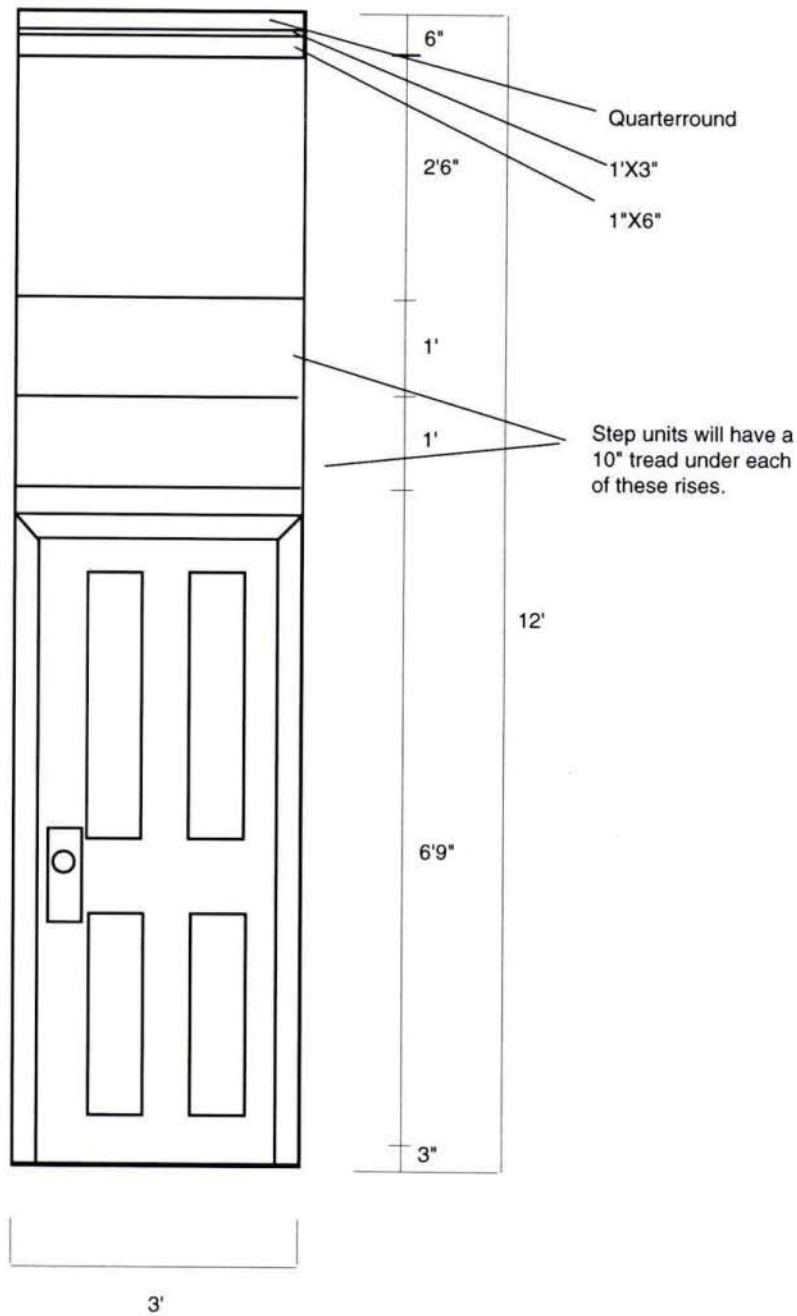 6"
Quarterround
2'6"
1'X3"
1"X6"
1'
1'
Step units will have a
10" tread under each
of these rises.
12'
6'9"
3"
3'